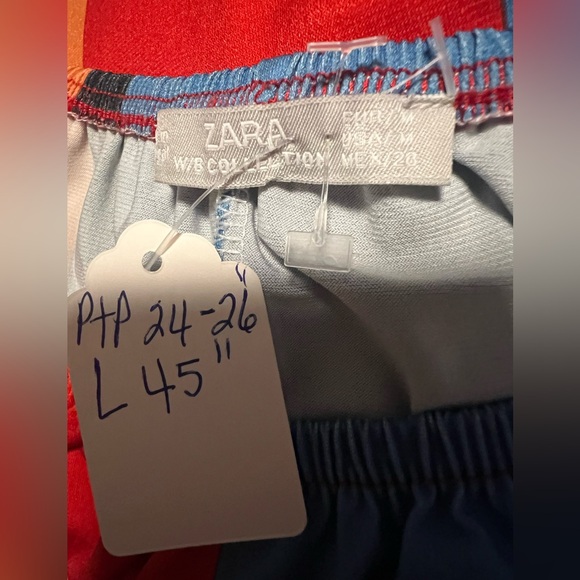 ZARA
W/B COLLECTION
EUR/ M
USA/ M
MEX/28
PTP 24-26"
L 45"